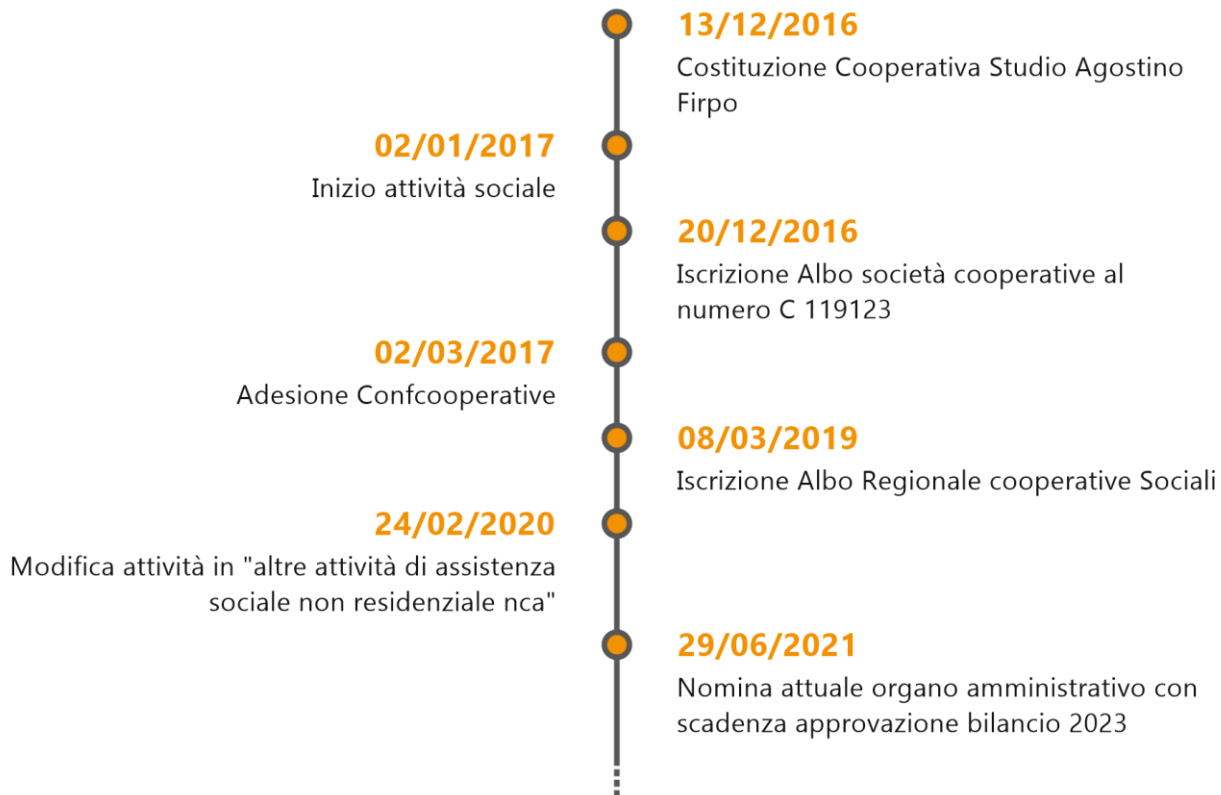 13/12/2016
Costituzione Cooperativa Studio Agostino
Firpo
02/01/2017
Inizio attività sociale
20/12/2016
Iscrizione Albo società cooperative al
numero C 119123
02/03/2017
Adesione Confcooperative
08/03/2019
Iscrizione Albo Regionale cooperative Sociali
24/02/2020
Modifica attività in "altre attività di assistenza
sociale non residenziale nca"
29/06/2021
Nomina attuale organo amministrativo con
scadenza approvazione bilancio 2023